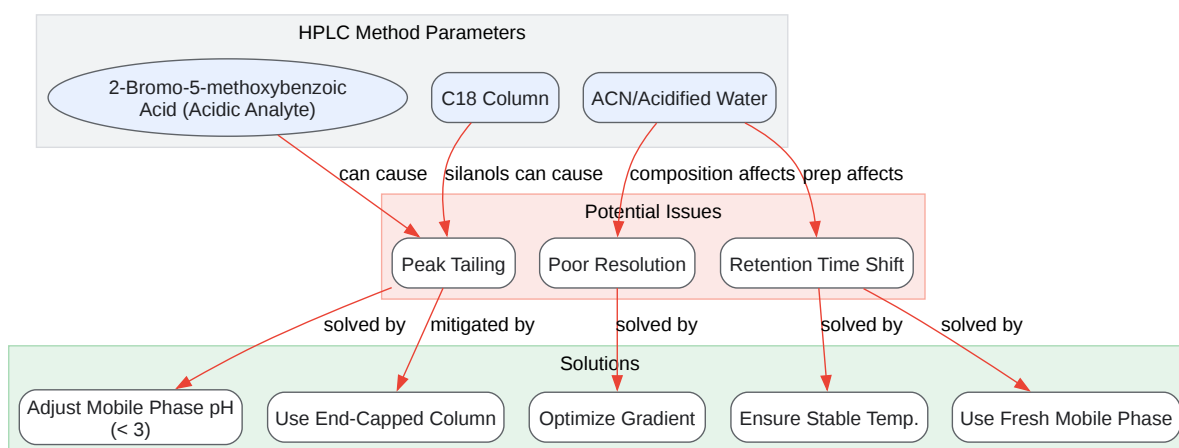 HPLC Method Parameters
2-Bromo-5-methoxybenzoic
Acid (Acidic Analyte)
C18 Column
ACN/Acidified Water
can cause
silanols can cause
composition affects
prep affects
Potential Issues
Peak Tailing
Poor Resolution
Retention Time Shift
solved by
mitigated by
solved by
solved by
solved by
Solutions
Adjust Mobile Phase pH
(< 3)
Use End-Capped Column
Optimize Gradient
Ensure Stable Temp.
Use Fresh Mobile Phase